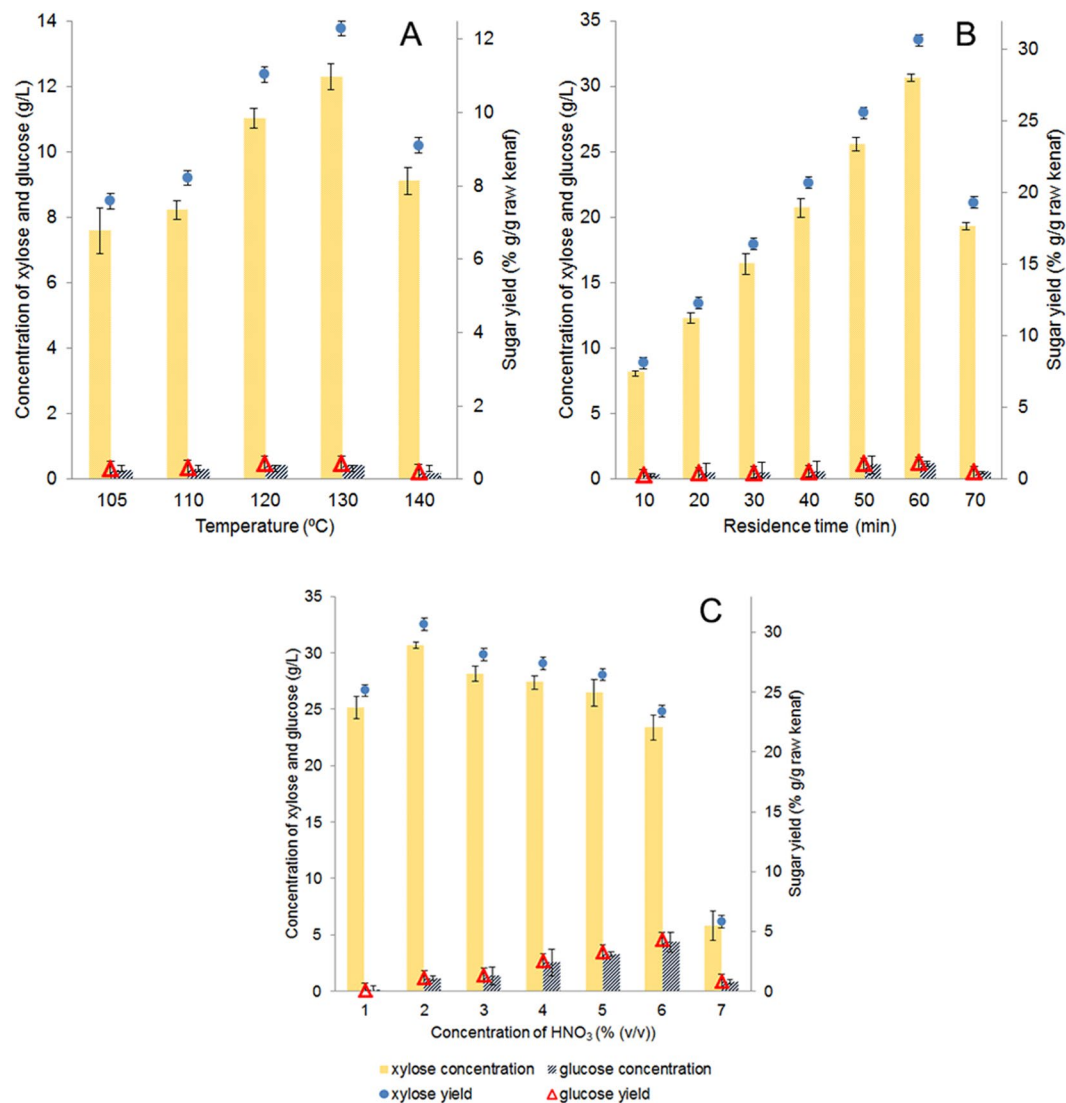 A
Concentration of xylose and glucose (g/L)
14
12
10
8
6
4
2
0
12
10
8
6
4
2
0
Sugar yield (% g/g raw kenaf)
105 110 120 130 140
Temperature (ºC)
B
Concentration of xylose and glucose (g/L)
35
30
25
20
15
10
5
0
30
25
20
15
10
5
0
Sugar yield (% g/g raw kenaf)
10 20 30 40 50 60 70
Residence time (min)
C
Concentration of xylose and glucose (g/L)
35
30
25
20
15
10
5
0
30
25
20
15
10
5
0
Sugar yield (% g/g raw kenaf)
1 2 3 4 5 6 7
Concentration of HNO₃ (% (v/v))
xylose concentration
glucose concentration
xylose yield
glucose yield